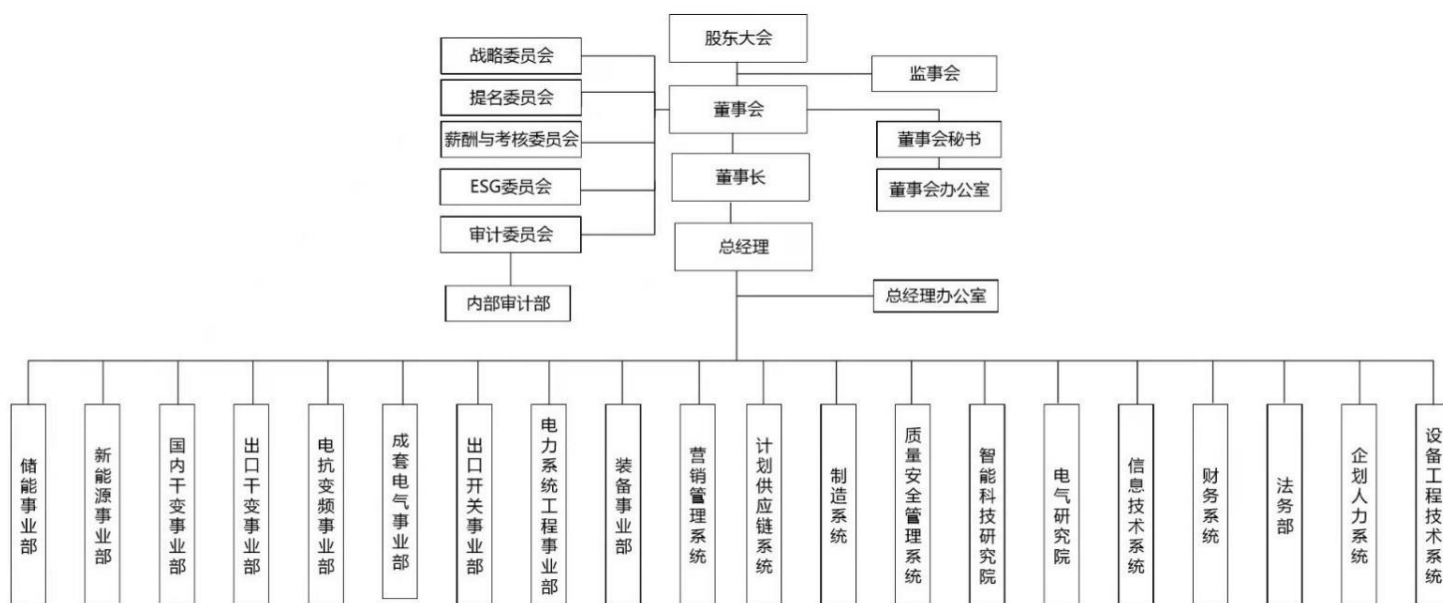 股东大会
战略委员会
监事会
提名委员会
董事会
薪酬与考核委员会
董事会秘书
董事长
ESG委员会
董事会办公室
审计委员会
总经理
内部审计部
总经理办公室
储能事业部
新能源事业部
国内干变事业部
出口干变事业部
电抗变频事业部
成套电气事业部
出口开关事业部
电力系统工程事业部
装备事业部
营销管理系统
计划供应链系统
制造系统
质量安全管理系统
智能科技研究院
电气研究院
信息技术系统
财务系统
法务部
企划人力系统
设备工程技术系统